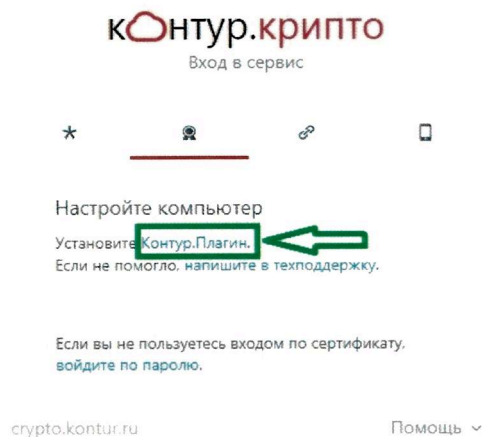 контур.крипто
Вход в сервис
Настройте компьютер
Установите Контур.Плагин.
Если не помогло, напишите в техподдержку.
Если вы не пользуетесь входом по сертификату,
войдите по паролю.
crypto.kontur.ru Помощь